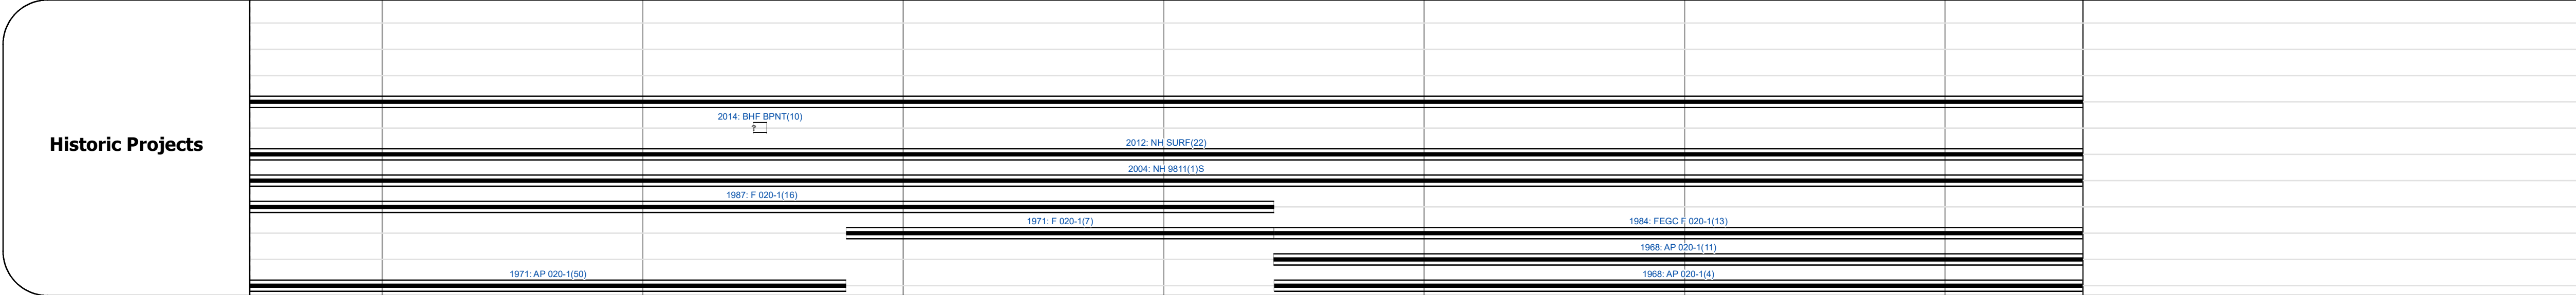 Historic Projects
2014: BHF BPNT(10)
2012: NH SURF(22)
2004: NH 9811(1)S
1987: F 020-1(16)
1971: F 020-1(7)
1984: FEGC F 020-1(13)
1968: AP 020-1(11)
1971: AP 020-1(50)
1968: AP 020-1(4)